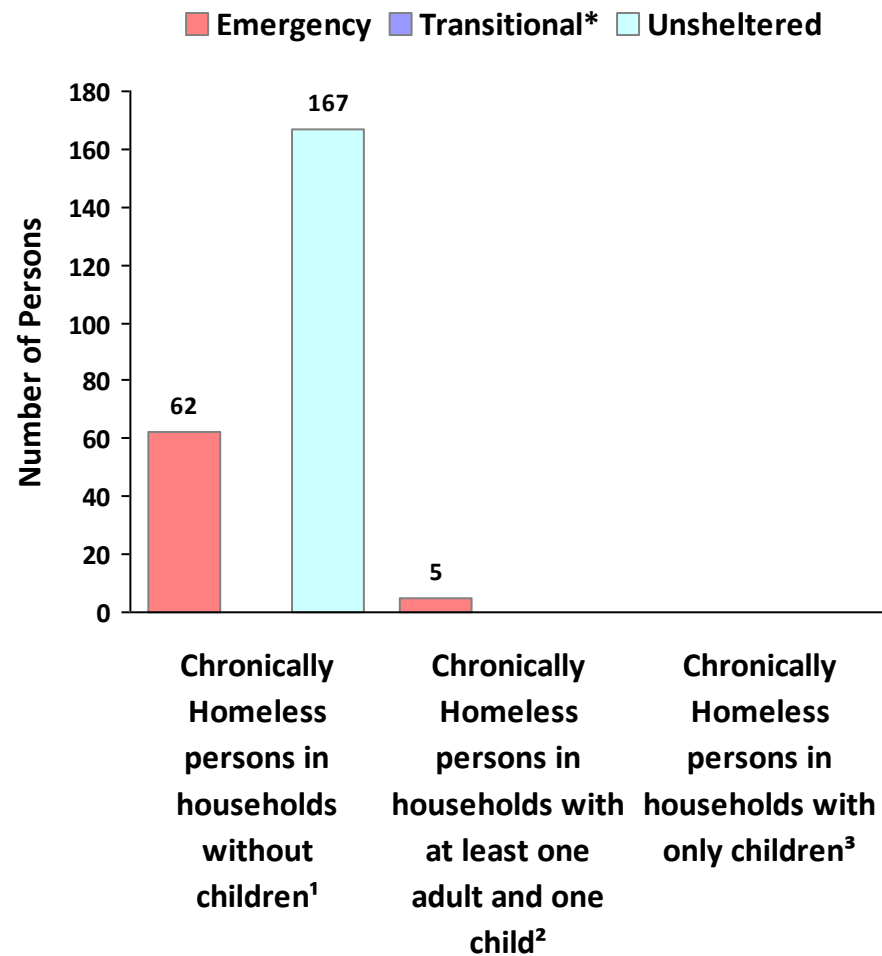 Emergency Transitional* Unsheltered
Number of Persons
180
160
140
120
100
80
60
40
20
0
62
167
5
Chronically
Homeless
persons in
households
without
children¹
Chronically
Homeless
persons in
households with
at least one
adult and one
child²
Chronically
Homeless
persons in
households with
only children³